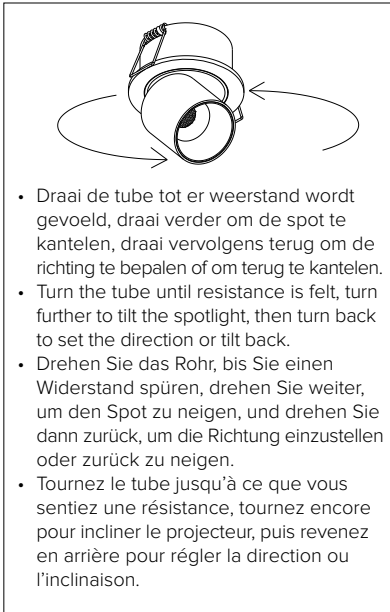 • Draai de tube tot er weerstand wordt
gevoeld, draai verder om de spot te
kantelen, draai vervolgens terug om de
richting te bepalen of om terug te kantelen.
• Turn the tube until resistance is felt, turn
further to tilt the spotlight, then turn back
to set the direction or tilt back.
• Drehen Sie das Rohr, bis Sie einen
Widerstand spüren, drehen Sie weiter,
um den Spot zu neigen, und drehen Sie
dann zurück, um die Richtung einzustellen
oder zurück zu neigen.
• Tournez le tube jusqu'à ce que vous
sentiez une résistance, tournez encore
pour incliner le projecteur, puis revenez
en arrière pour régler la direction ou
l'inclinaison.